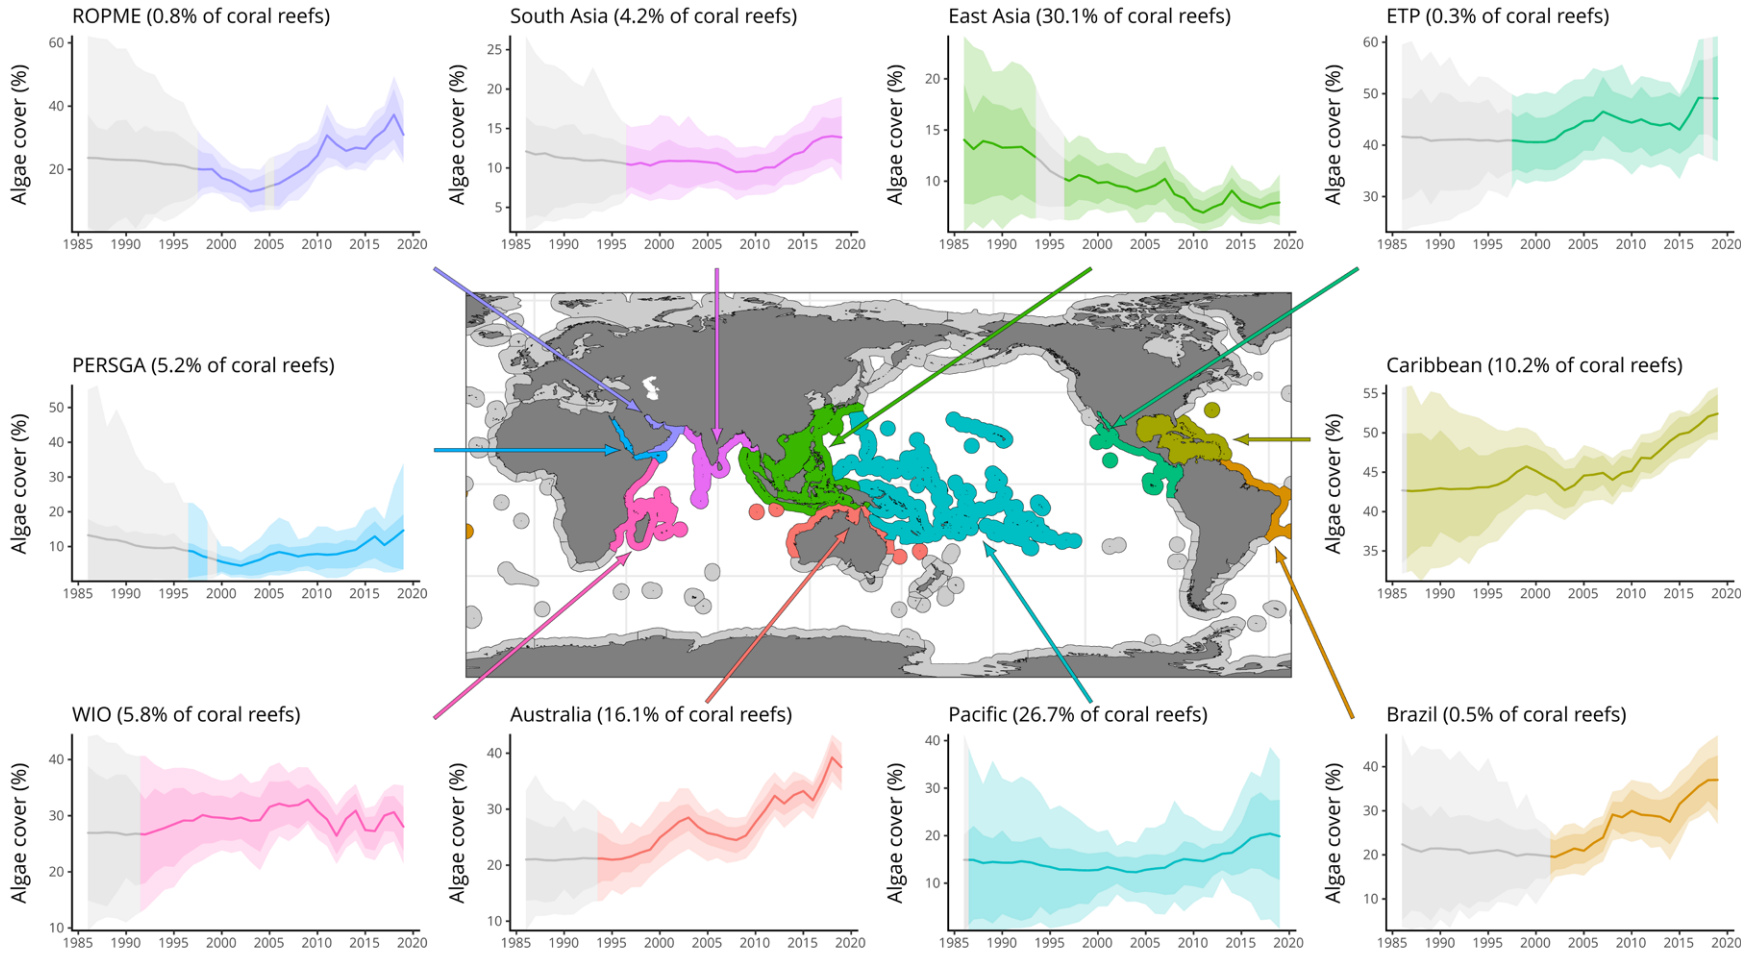 ROPME (0.8% of coral reefs)
Algae cover (%)
60
40
20
1985 1990 1995 2000 2005 2010 2015 2020
South Asia (4.2% of coral reefs)
Algae cover (%)
25
20
15
10
5
1985 1990 1995 2000 2005 2010 2015 2020
East Asia (30.1% of coral reefs)
Algae cover (%)
20
15
10
1985 1990 1995 2000 2005 2010 2015 2020
ETP (0.3% of coral reefs)
Algae cover (%)
60
50
40
30
1985 1990 1995 2000 2005 2010 2015 2020
PERSGA (5.2% of coral reefs)
Algae cover (%)
50
40
30
20
10
1985 1990 1995 2000 2005 2010 2015 2020
Caribbean (10.2% of coral reefs)
Algae cover (%)
55
50
45
40
35
1985 1990 1995 2000 2005 2010 2015 2020
WIO (5.8% of coral reefs)
Algae cover (%)
40
30
20
10
1985 1990 1995 2000 2005 2010 2015 2020
Australia (16.1% of coral reefs)
Algae cover (%)
40
30
20
10
1985 1990 1995 2000 2005 2010 2015 2020
Pacific (26.7% of coral reefs)
Algae cover (%)
40
30
20
10
1985 1990 1995 2000 2005 2010 2015 2020
Brazil (0.5% of coral reefs)
Algae cover (%)
40
30
20
10
1985 1990 1995 2000 2005 2010 2015 2020